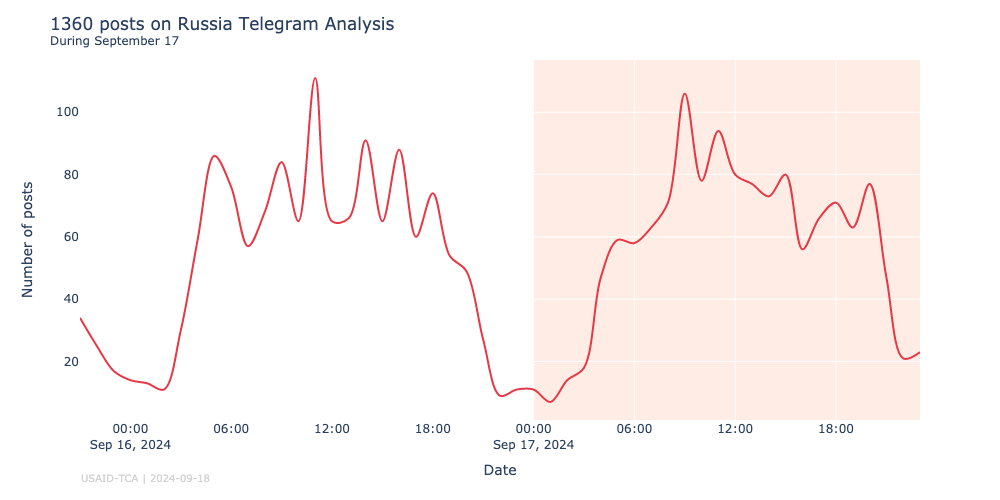 1360 posts on Russia Telegram Analysis
During September 17
Number of posts
100
80
60
40
20
00:00
Sep 16, 2024
06:00
12:00
18:00
00:00
Sep 17, 2024
06:00
12:00
18:00
Date
USAID-TCA | 2024-09-18